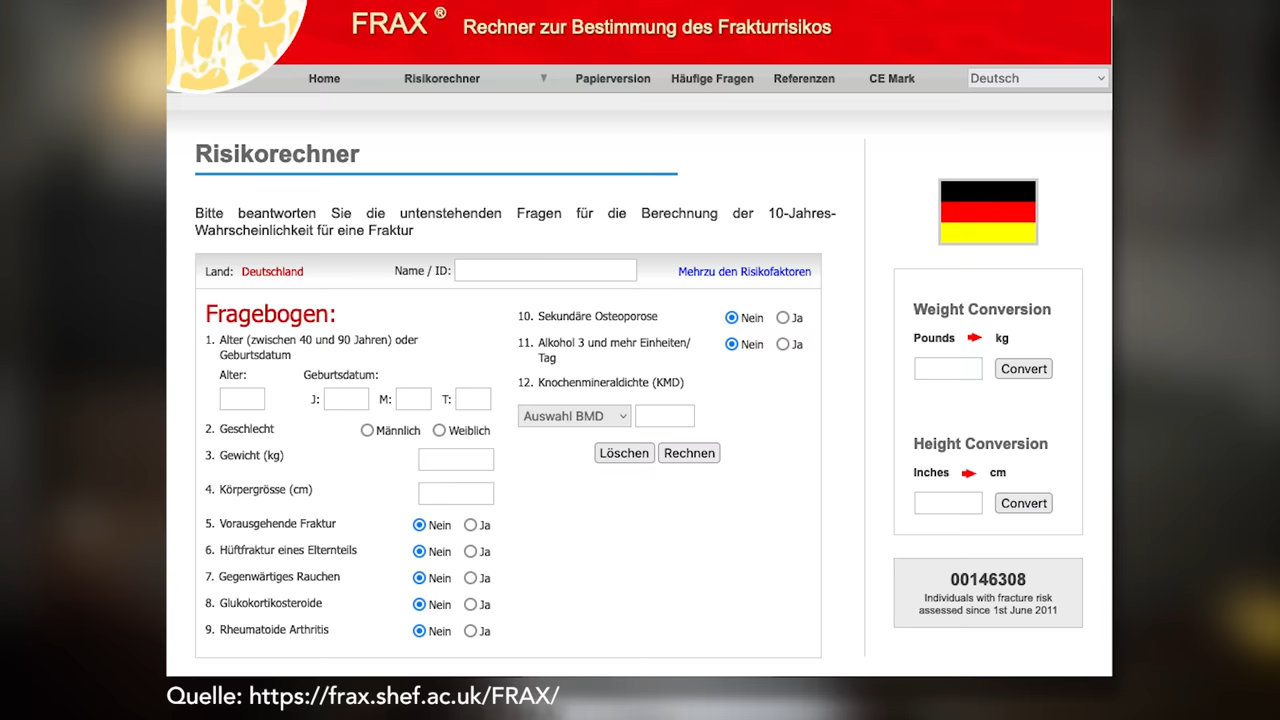 FRAX ® Rechner zur Bestimmung des Frakturrisikos
Home Risikorechner ▼ Papierversion Häufige Fragen Referenzen CE Mark Deutsch
Risikorechner
Bitte beantworten Sie die untenstehenden Fragen für die Berechnung der 10-Jahres-
Wahrscheinlichkeit für eine Fraktur
Land: Deutschland Name / ID: Mehrzu den Risikofaktoren
Fragebogen:
1. Alter (zwischen 40 und 90 Jahren) oder
Geburtsdatum
Alter: Geburtsdatum:
J: M: T:
2. Geschlecht Männlich Weiblich
3. Gewicht (kg)
4. Körpergrösse (cm)
5. Vorausgehende Fraktur Nein Ja
6. Hüftfraktur eines Elternteils Nein Ja
7. Gegenwärtiges Rauchen Nein Ja
8. Glukokortikosteroide Nein Ja
9. Rheumatoide Arthritis Nein Ja
10. Sekundäre Osteoporose Nein Ja
11. Alkohol 3 und mehr Einheiten/ Nein Ja
Tag
12. Knochenmineraldichte (KMD)
Auswahl BMD
Löschen Rechnen
Weight Conversion
Pounds kg
Convert
Height Conversion
Inches cm
Convert
00146308
Individuals with fracture risk
assessed since 1st June 2011
Quelle: https://frax.shef.ac.uk/FRAX/